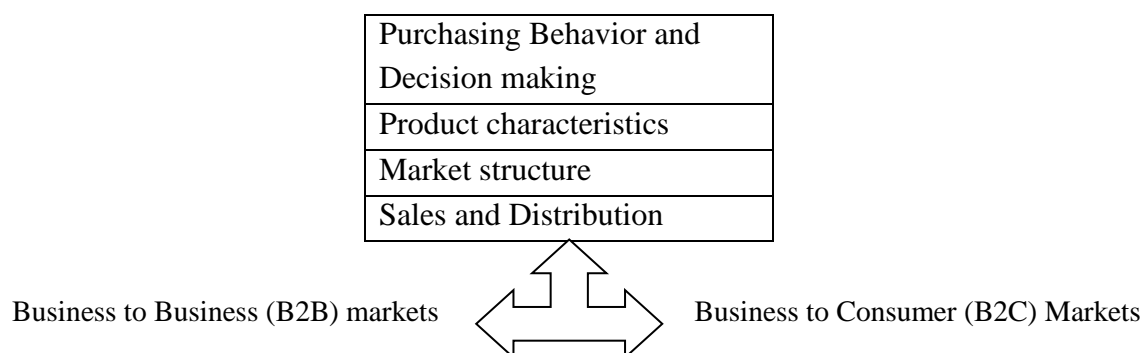 Purchasing Behavior and
Decision making
Product characteristics
Market structure
Sales and Distribution
Business to Business (B2B) markets
Business to Consumer (B2C) Markets